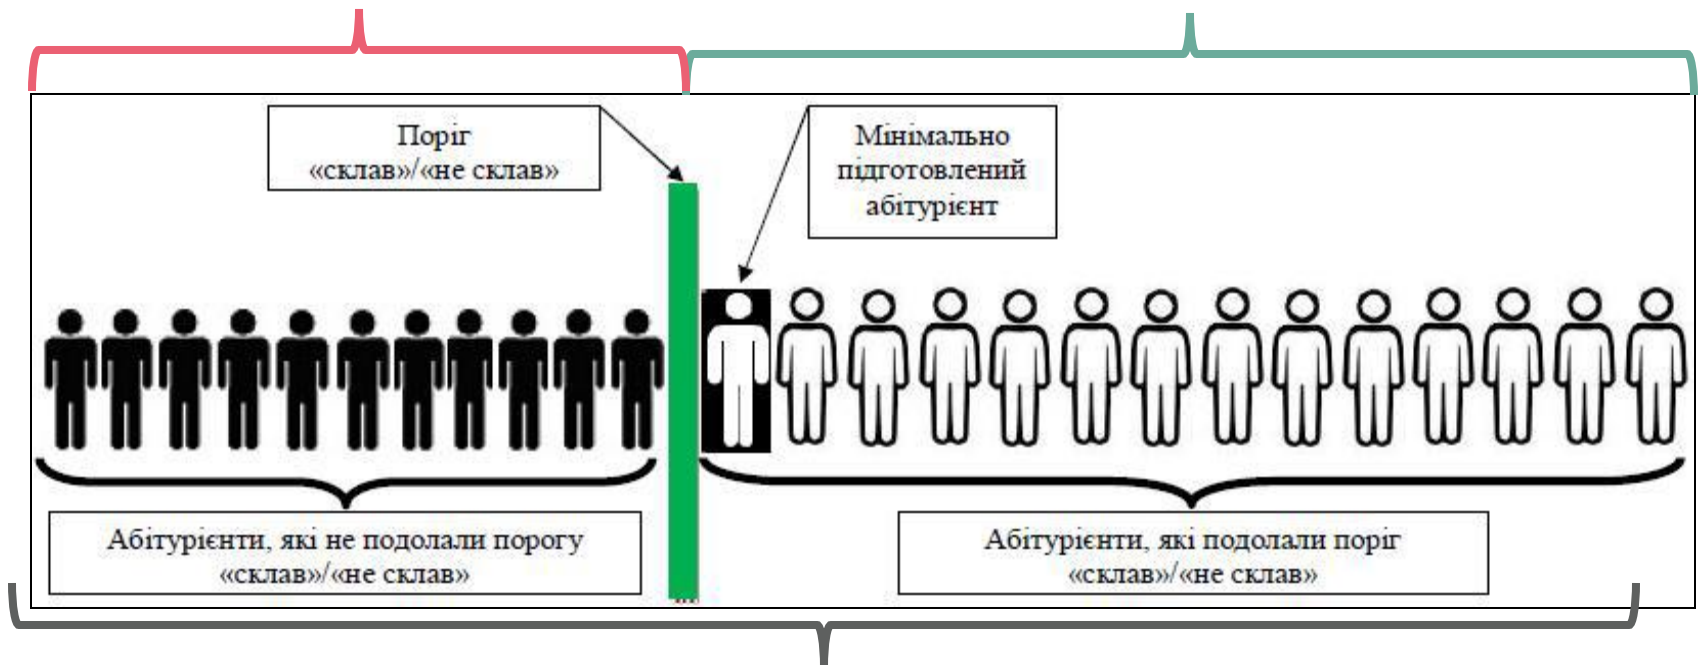 Поріг
«склав»/«не склав»
Мінімально
підготовлений
абітурієнт
Абітурієнти, які не подолали порогу
«склав»/«не склав»
Абітурієнти, які подолали поріг
«склав»/«не склав»